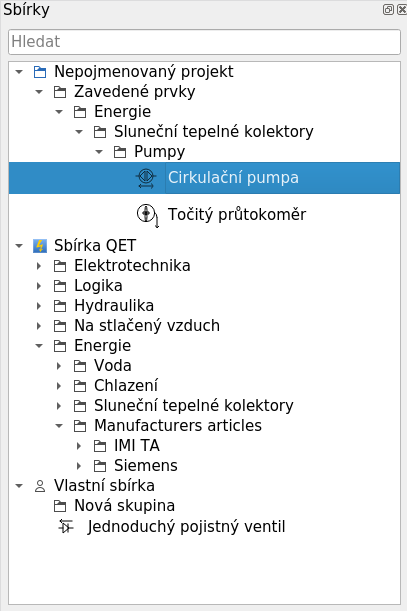 Sbírky
Hledat
Nepojmenovaný projekt
Zavedené prvky
Energie
Sluneční tepelné kolektory
Pumpy
Cirkulační pumpa
Točitý průtokoměr
Sbírka QET
Elektrotechnika
Logika
Hydraulika
Na stlačený vzduch
Energie
Voda
Chlazení
Sluneční tepelné kolektory
Manufacturers articles
IMI TA
Siemens
Vlastní sbírka
Nová skupina
Jednoduchý pojistný ventil